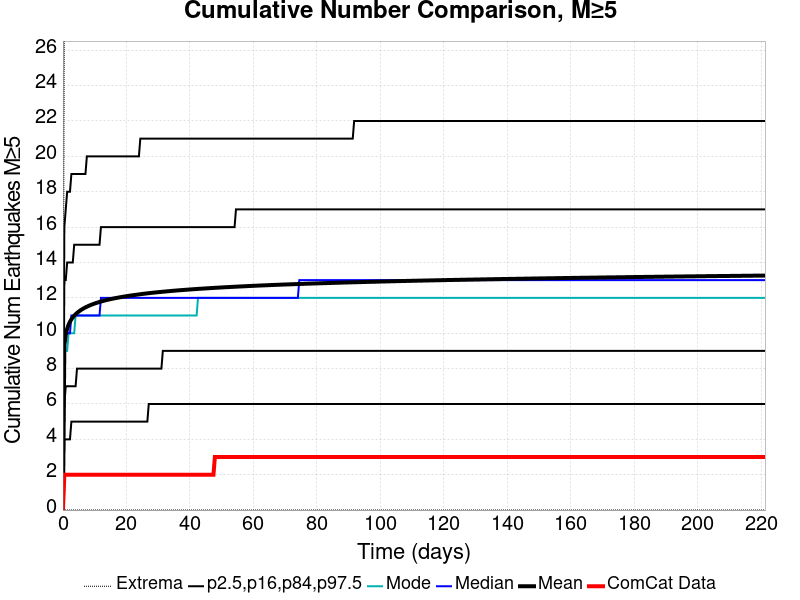 Cumulative Number Comparison, M≥5
Cumulative Num Earthquakes M≥5
26
24
22
20
18
16
14
12
10
8
6
4
2
0
0 20 40 60 80 100 120 140 160 180 200 220
Time (days)
Extrema p2.5,p16,p84,p97.5 Mode Median Mean ComCat Data